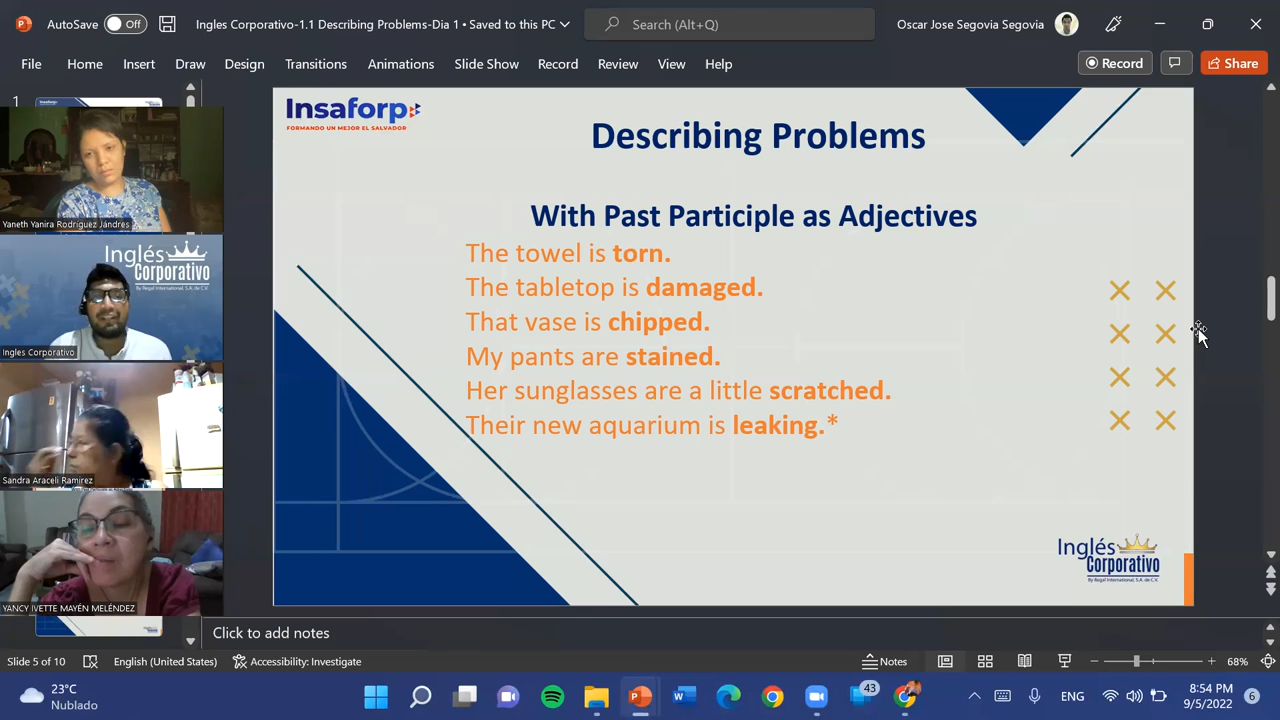 AutoSave Off
Ingles Corporativo-1.1 Describing Problems-Dia 1 • Saved to this PC
Search (Alt+Q)
Oscar Jose Segovia Segovia
File Home Insert Draw Design Transitions Animations Slide Show Record Review View Help
Record
Share
1
Insaforp
FORMANDO UN MEJOR EL SALVADOR
Describing Problems
With Past Participle as Adjectives
The towel is torn.
The tabletop is damaged.
That vase is chipped.
My pants are stained.
Her sunglasses are a little scratched.
Their new aquarium is leaking.*
Inglés
Corporativo
By Regal International, S.A. de C.V.
Yaneth Yanira Rodríguez Jándres
Inglés
Corporativo
By Regal International, S.A. de C.V.
Ingles Corporativo
Sandra Araceli Ramirez
YANCY IVETTE MAYÉN MELÉNDEZ
Click to add notes
Slide 5 of 10
English (United States)
Accessibility: Investigate
Notes
68%
23°C
Nublado
43
ENG
8:54 PM
9/5/2022
6